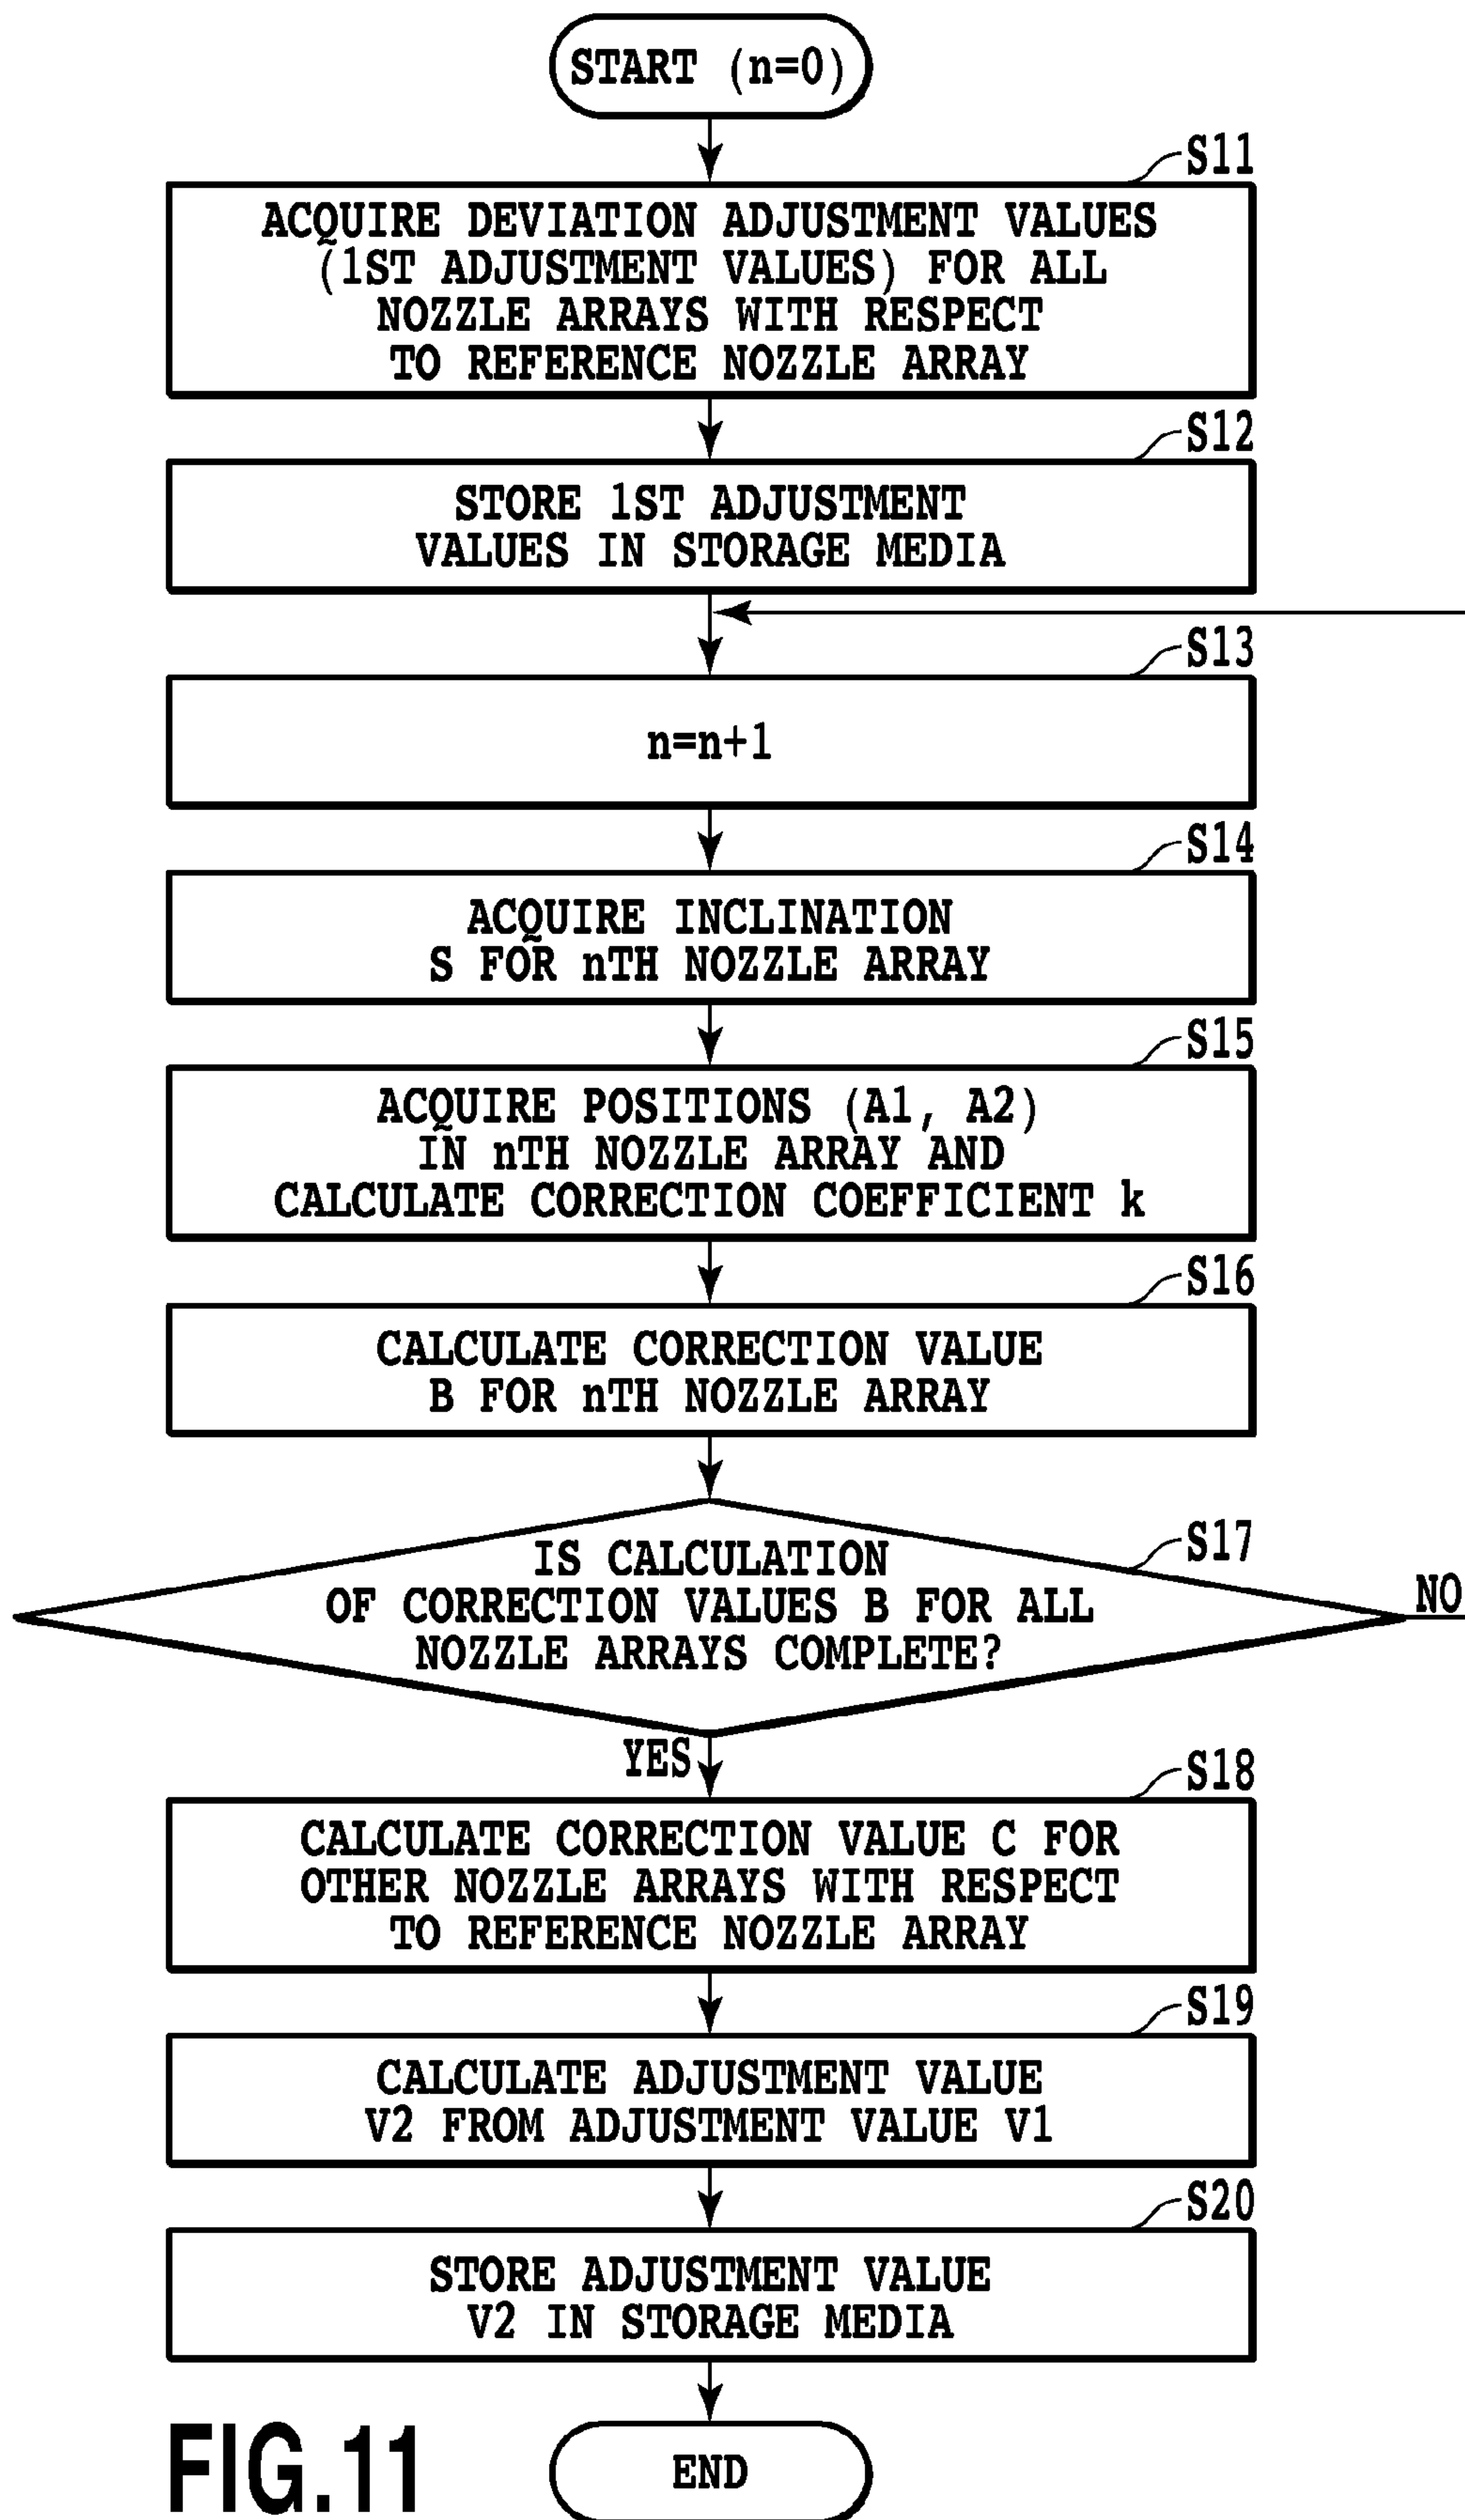 START (n=0)
S11
ACQUIRE DEVIATION ADJUSTMENT VALUES
(1ST ADJUSTMENT VALUES) FOR ALL
NOZZLE ARRAYS WITH RESPECT
TO REFERENCE NOZZLE ARRAY
S12
STORE 1ST ADJUSTMENT
VALUES IN STORAGE MEDIA
S13
n=n+1
S14
ACQUIRE INCLINATION
S FOR nTH NOZZLE ARRAY
S15
ACQUIRE POSITIONS (A1, A2)
IN nTH NOZZLE ARRAY AND
CALCULATE CORRECTION COEFFICIENT k
S16
CALCULATE CORRECTION VALUE
B FOR nTH NOZZLE ARRAY
S17
IS CALCULATION
OF CORRECTION VALUES B FOR ALL
NOZZLE ARRAYS COMPLETE?
NO
YES
S18
CALCULATE CORRECTION VALUE C FOR
OTHER NOZZLE ARRAYS WITH RESPECT
TO REFERENCE NOZZLE ARRAY
S19
CALCULATE ADJUSTMENT VALUE
V2 FROM ADJUSTMENT VALUE V1
S20
STORE ADJUSTMENT VALUE
V2 IN STORAGE MEDIA
END
FIG.11